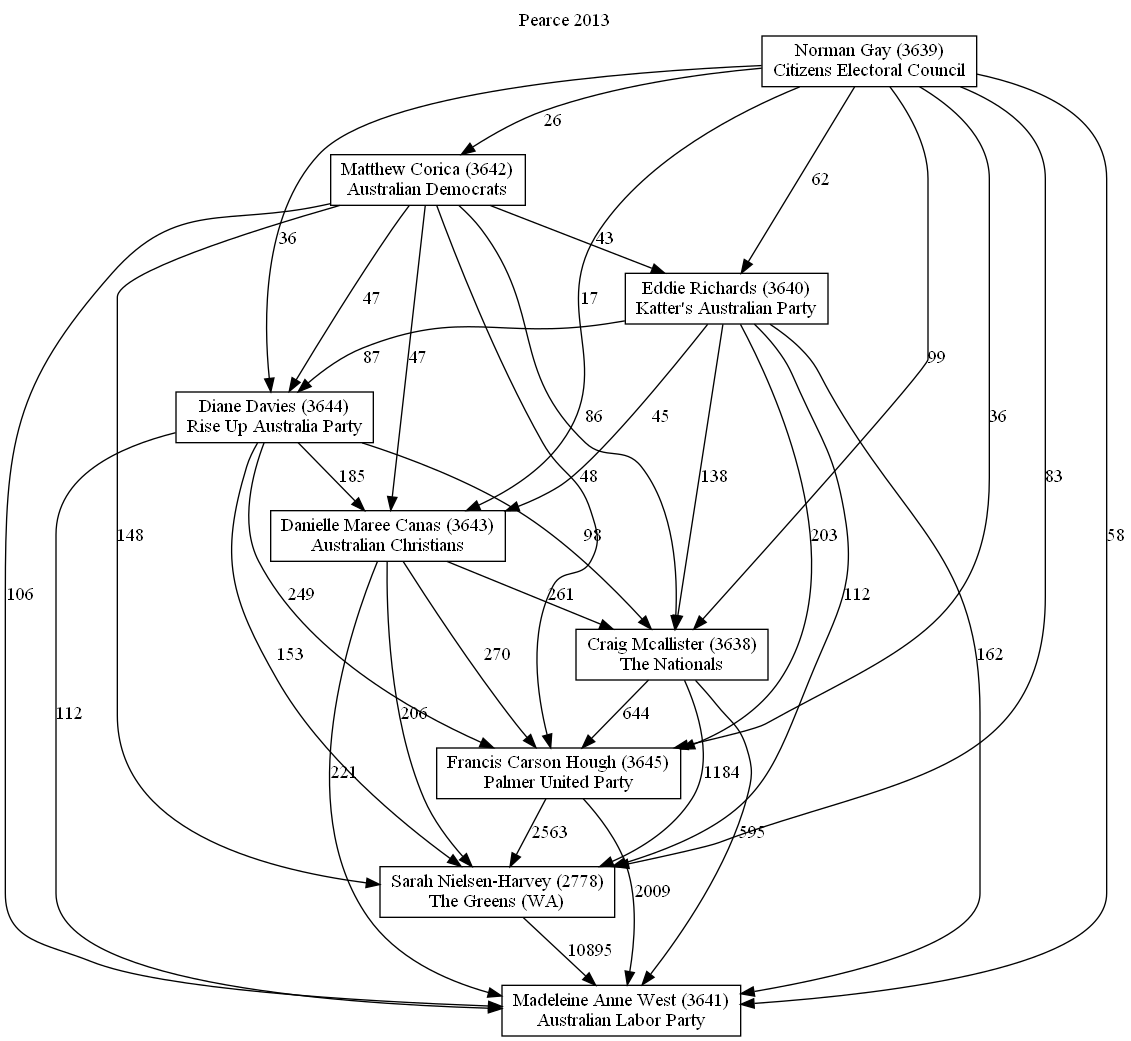 Pearce 2013
Norman Gay (3639)
Citizens Electoral Council
26
Matthew Corica (3642)
Australian Democrats
62
36
43
Eddie Richards (3640)
Katter's Australian Party
47
17
87
47
99
Diane Davies (3644)
Rise Up Australia Party
86
45
36
185
48
138
83
Danielle Maree Canas (3643)
Australian Christians
148
98
203
58
106
249
261
112
Craig Mcallister (3638)
The Nationals
153
270
162
112
206
644
Francis Carson Hough (3645)
Palmer United Party
221
1184
2563
595
Sarah Nielsen-Harvey (2778)
The Greens (WA)
2009
10895
Madeleine Anne West (3641)
Australian Labor Party